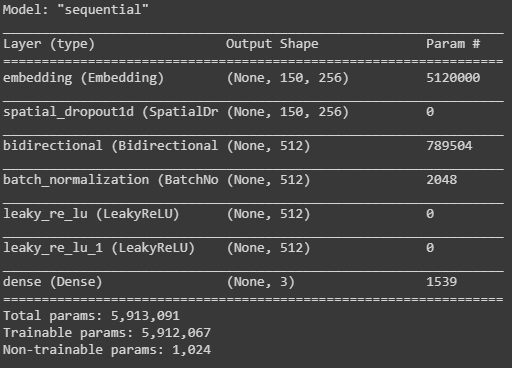 Model: "sequential"
_________________________________________________________________
Layer (type)                 Output Shape              Param #
=================================================================
embedding (Embedding)        (None, 150, 256)          5120000
_________________________________________________________________
spatial_dropout1d (SpatialDr (None, 150, 256)          0
_________________________________________________________________
bidirectional (Bidirectional (None, 512)               789504
_________________________________________________________________
batch_normalization (BatchNo (None, 512)               2048
_________________________________________________________________
leaky_re_lu (LeakyReLU)      (None, 512)               0
_________________________________________________________________
leaky_re_lu_1 (LeakyReLU)    (None, 512)               0
_________________________________________________________________
dense (Dense)                (None, 3)                 1539
=================================================================
Total params: 5,913,091
Trainable params: 5,912,067
Non-trainable params: 1,024